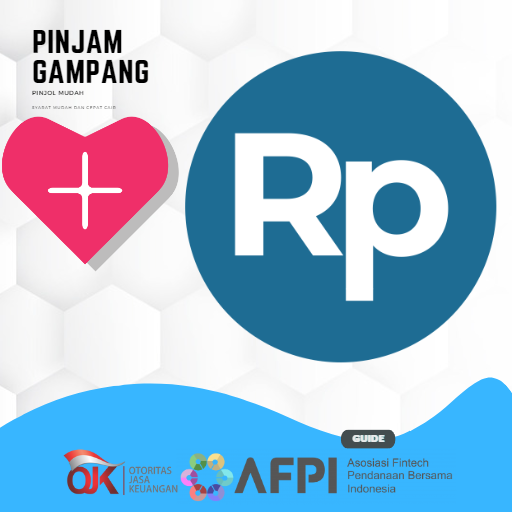 PINJAM
GAMPANG
PINJOL MUDAH
SYARAT MUDAH DAN CEPAT CAIR
Rp
GUIDE
OJK
OTORITAS
JASA
KEUANGAN
AFPI
Asosiasi Fintech
Pendanaan Bersama
Indonesia